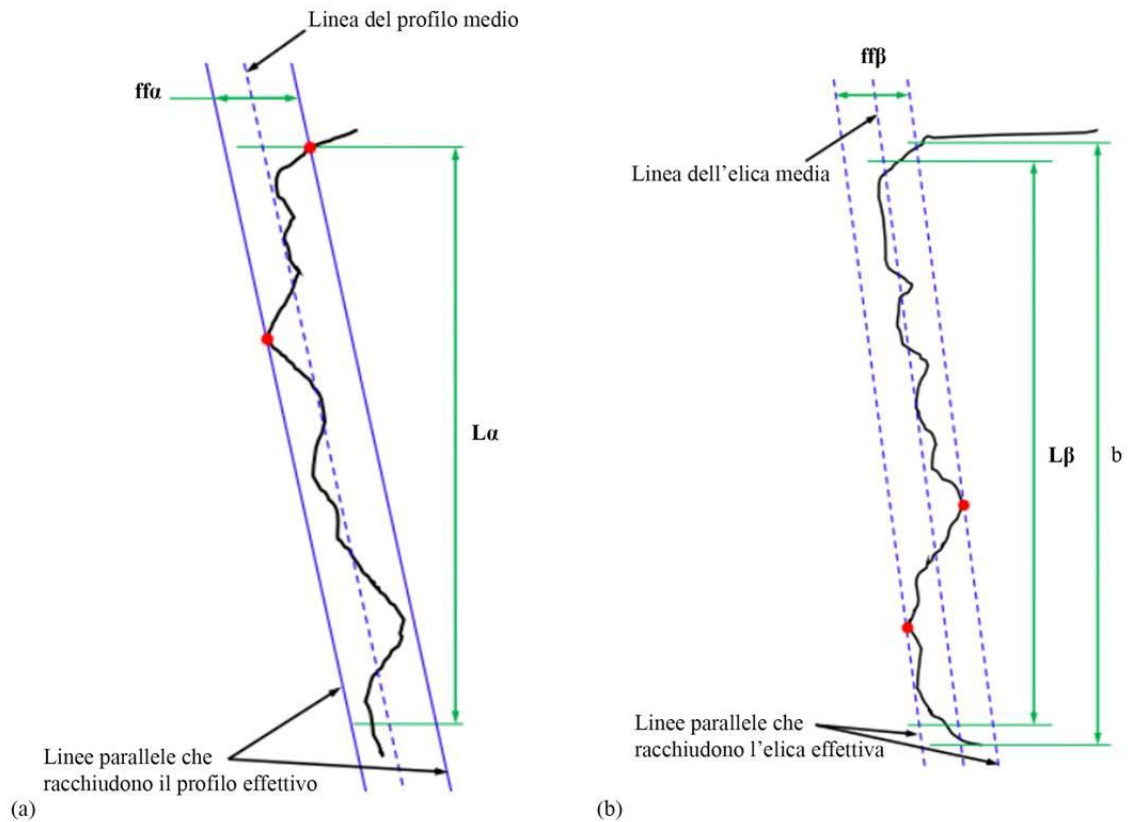 Linea del profilo medio
ffα
Lα
Linee parallele che
racchiudono il profilo effettivo
(a)
ffβ
Linea dell’elica media
Lβ
b
Linee parallele che
racchiudono l’elica effettiva
(b)